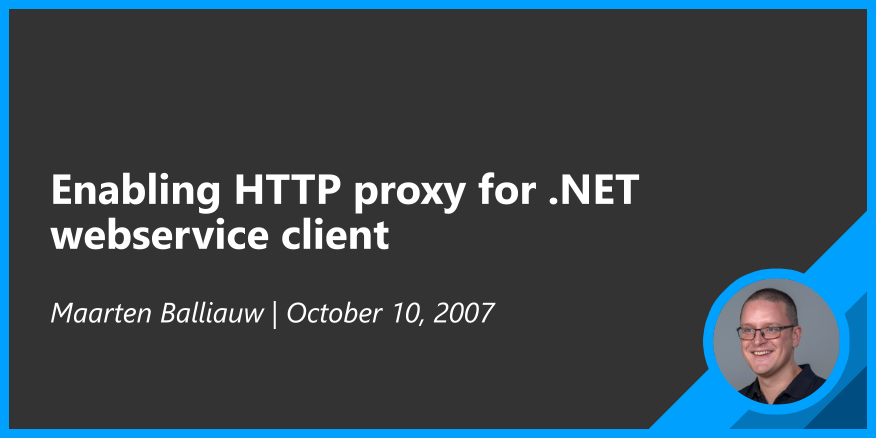 Enabling HTTP proxy for .NET
webservice client
Maarten Balliauw | October 10, 2007